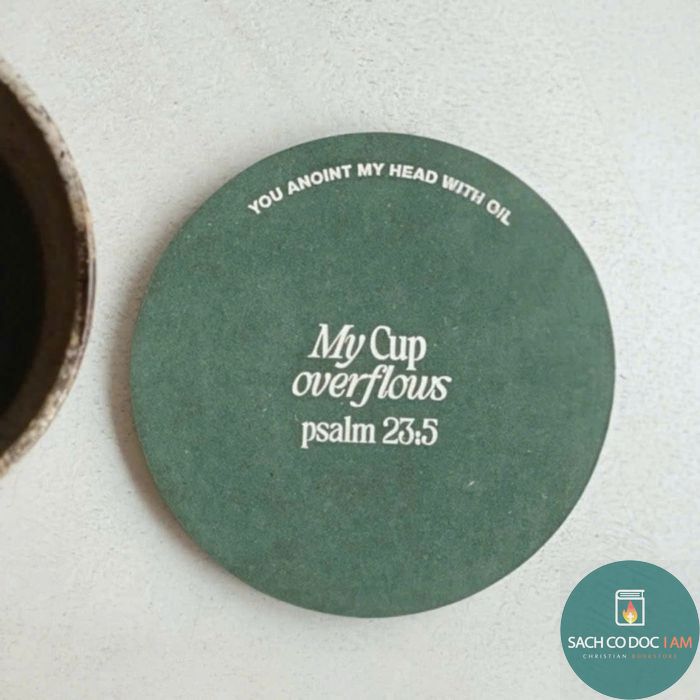 YOU ANOINT MY HEAD WITH OIL
My Cup
overflows
psalm 23:5
SACH CO DOC I AM
CHRISTIAN BOOKSTORE